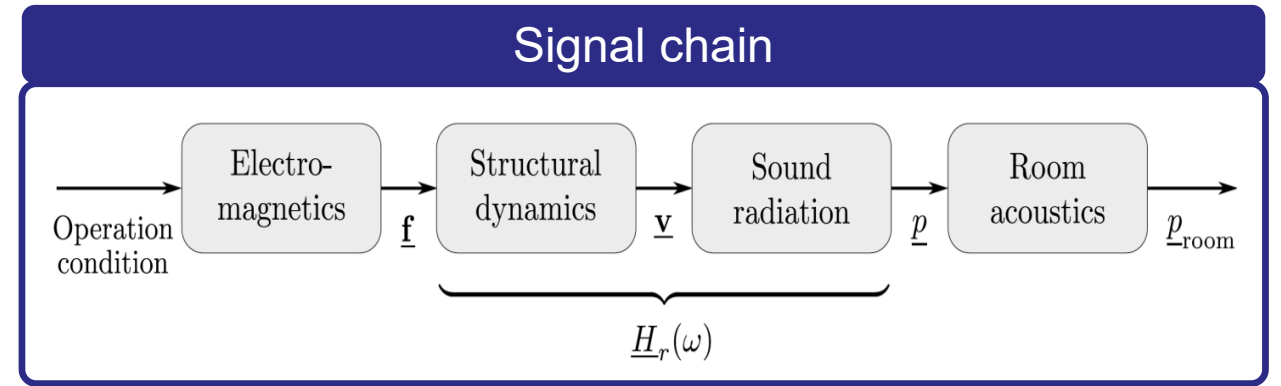 Signal chain
Operation
condition
Electro-
magnetics
f
Structural
dynamics
v
Sound
radiation
p
Room
acoustics
p_room
H_r(ω)